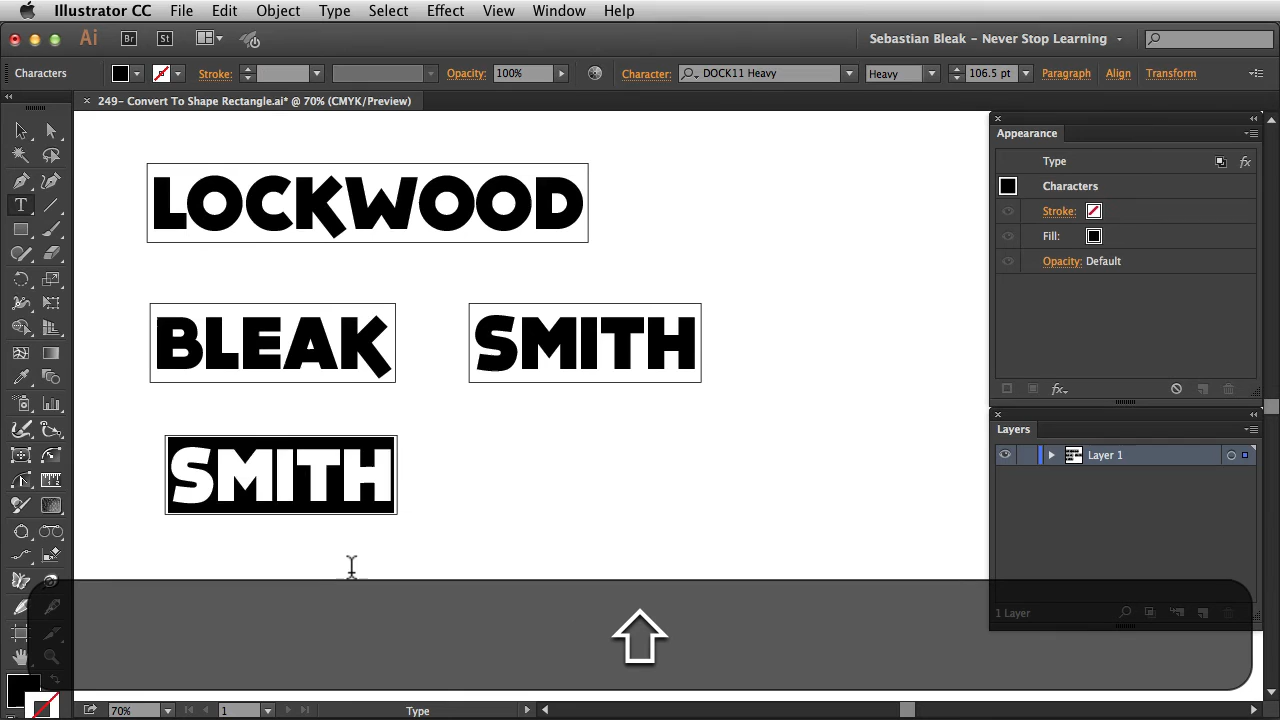 Illustrator CC File Edit Object Type Select Effect View Window Help
Ai Br St Sebastian Bleak – Never Stop Learning
Characters Stroke: Opacity: 100% Character: DOCK11 Heavy Heavy 106.5 pt Paragraph Align Transform
249- Convert To Shape Rectangle.ai* @ 70% (CMYK/Preview)
LOCKWOOD
BLEAK SMITH
SMITH
Appearance
Type
Characters
Stroke:
Fill:
Opacity: Default
Layers
Layer 1
1 Layer
70% 1 Type